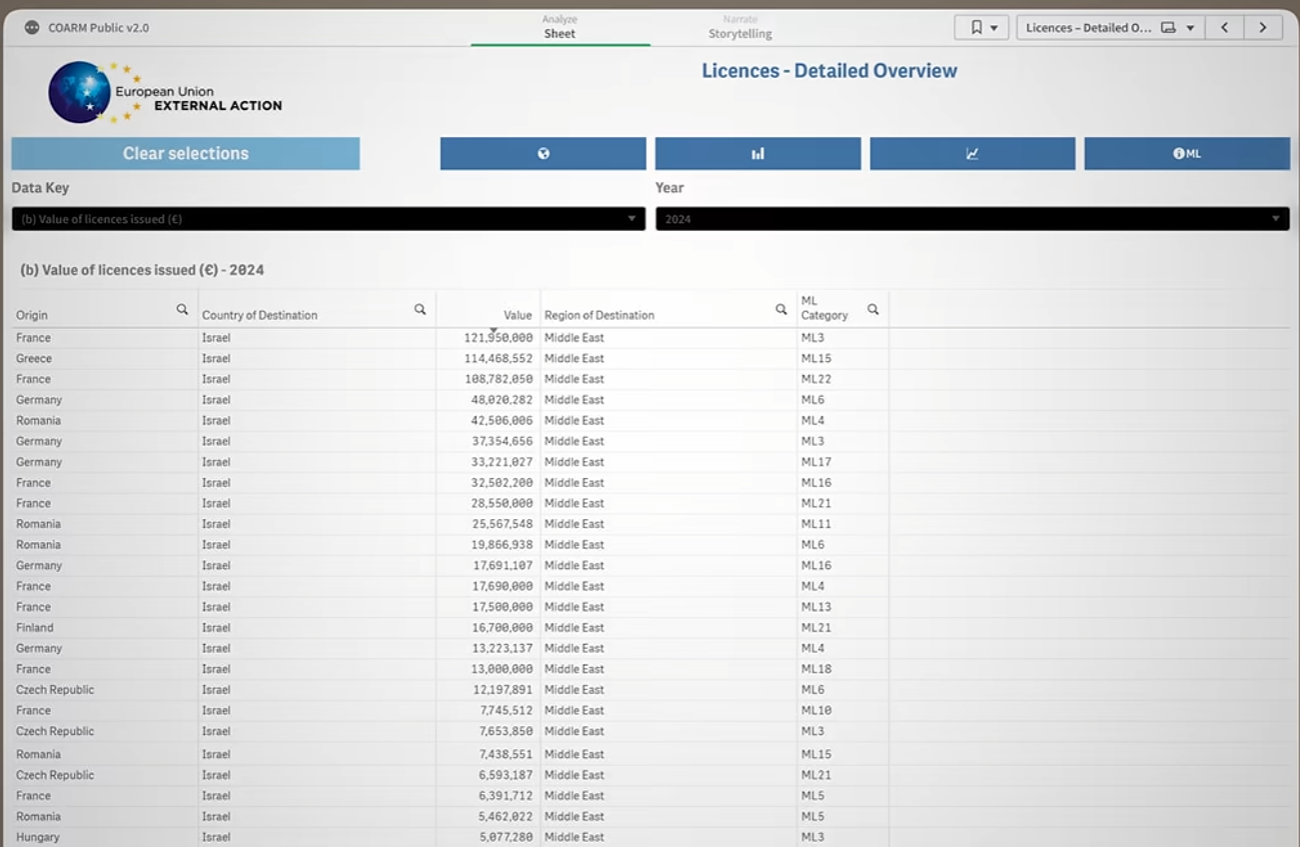 COARM Public v2.0
Analyze
Sheet
Narrate
Storytelling
Licences – Detailed O...
European Union
EXTERNAL ACTION
Licences - Detailed Overview
Clear selections
ML
Data Key
Year
(b) Value of licences issued (€)
2024
(b) Value of licences issued (€) - 2024
Origin Country of Destination Value Region of Destination ML Category
France Israel 121,950,000 Middle East ML3
Greece Israel 114,468,552 Middle East ML15
France Israel 108,782,050 Middle East ML22
Germany Israel 48,020,282 Middle East ML6
Romania Israel 42,506,006 Middle East ML4
Germany Israel 37,354,656 Middle East ML3
Germany Israel 33,221,027 Middle East ML17
France Israel 32,502,200 Middle East ML16
France Israel 28,550,000 Middle East ML21
Romania Israel 25,567,548 Middle East ML11
Romania Israel 19,866,938 Middle East ML6
Germany Israel 17,691,107 Middle East ML16
France Israel 17,690,000 Middle East ML4
France Israel 17,500,000 Middle East ML13
Finland Israel 16,700,000 Middle East ML21
Germany Israel 13,223,137 Middle East ML4
France Israel 13,000,000 Middle East ML18
Czech Republic Israel 12,197,891 Middle East ML6
France Israel 7,745,512 Middle East ML10
Czech Republic Israel 7,653,850 Middle East ML3
Romania Israel 7,438,551 Middle East ML15
Czech Republic Israel 6,593,187 Middle East ML21
France Israel 6,391,712 Middle East ML5
Romania Israel 5,462,022 Middle East ML5
Hungary Israel 5,077,280 Middle East ML3